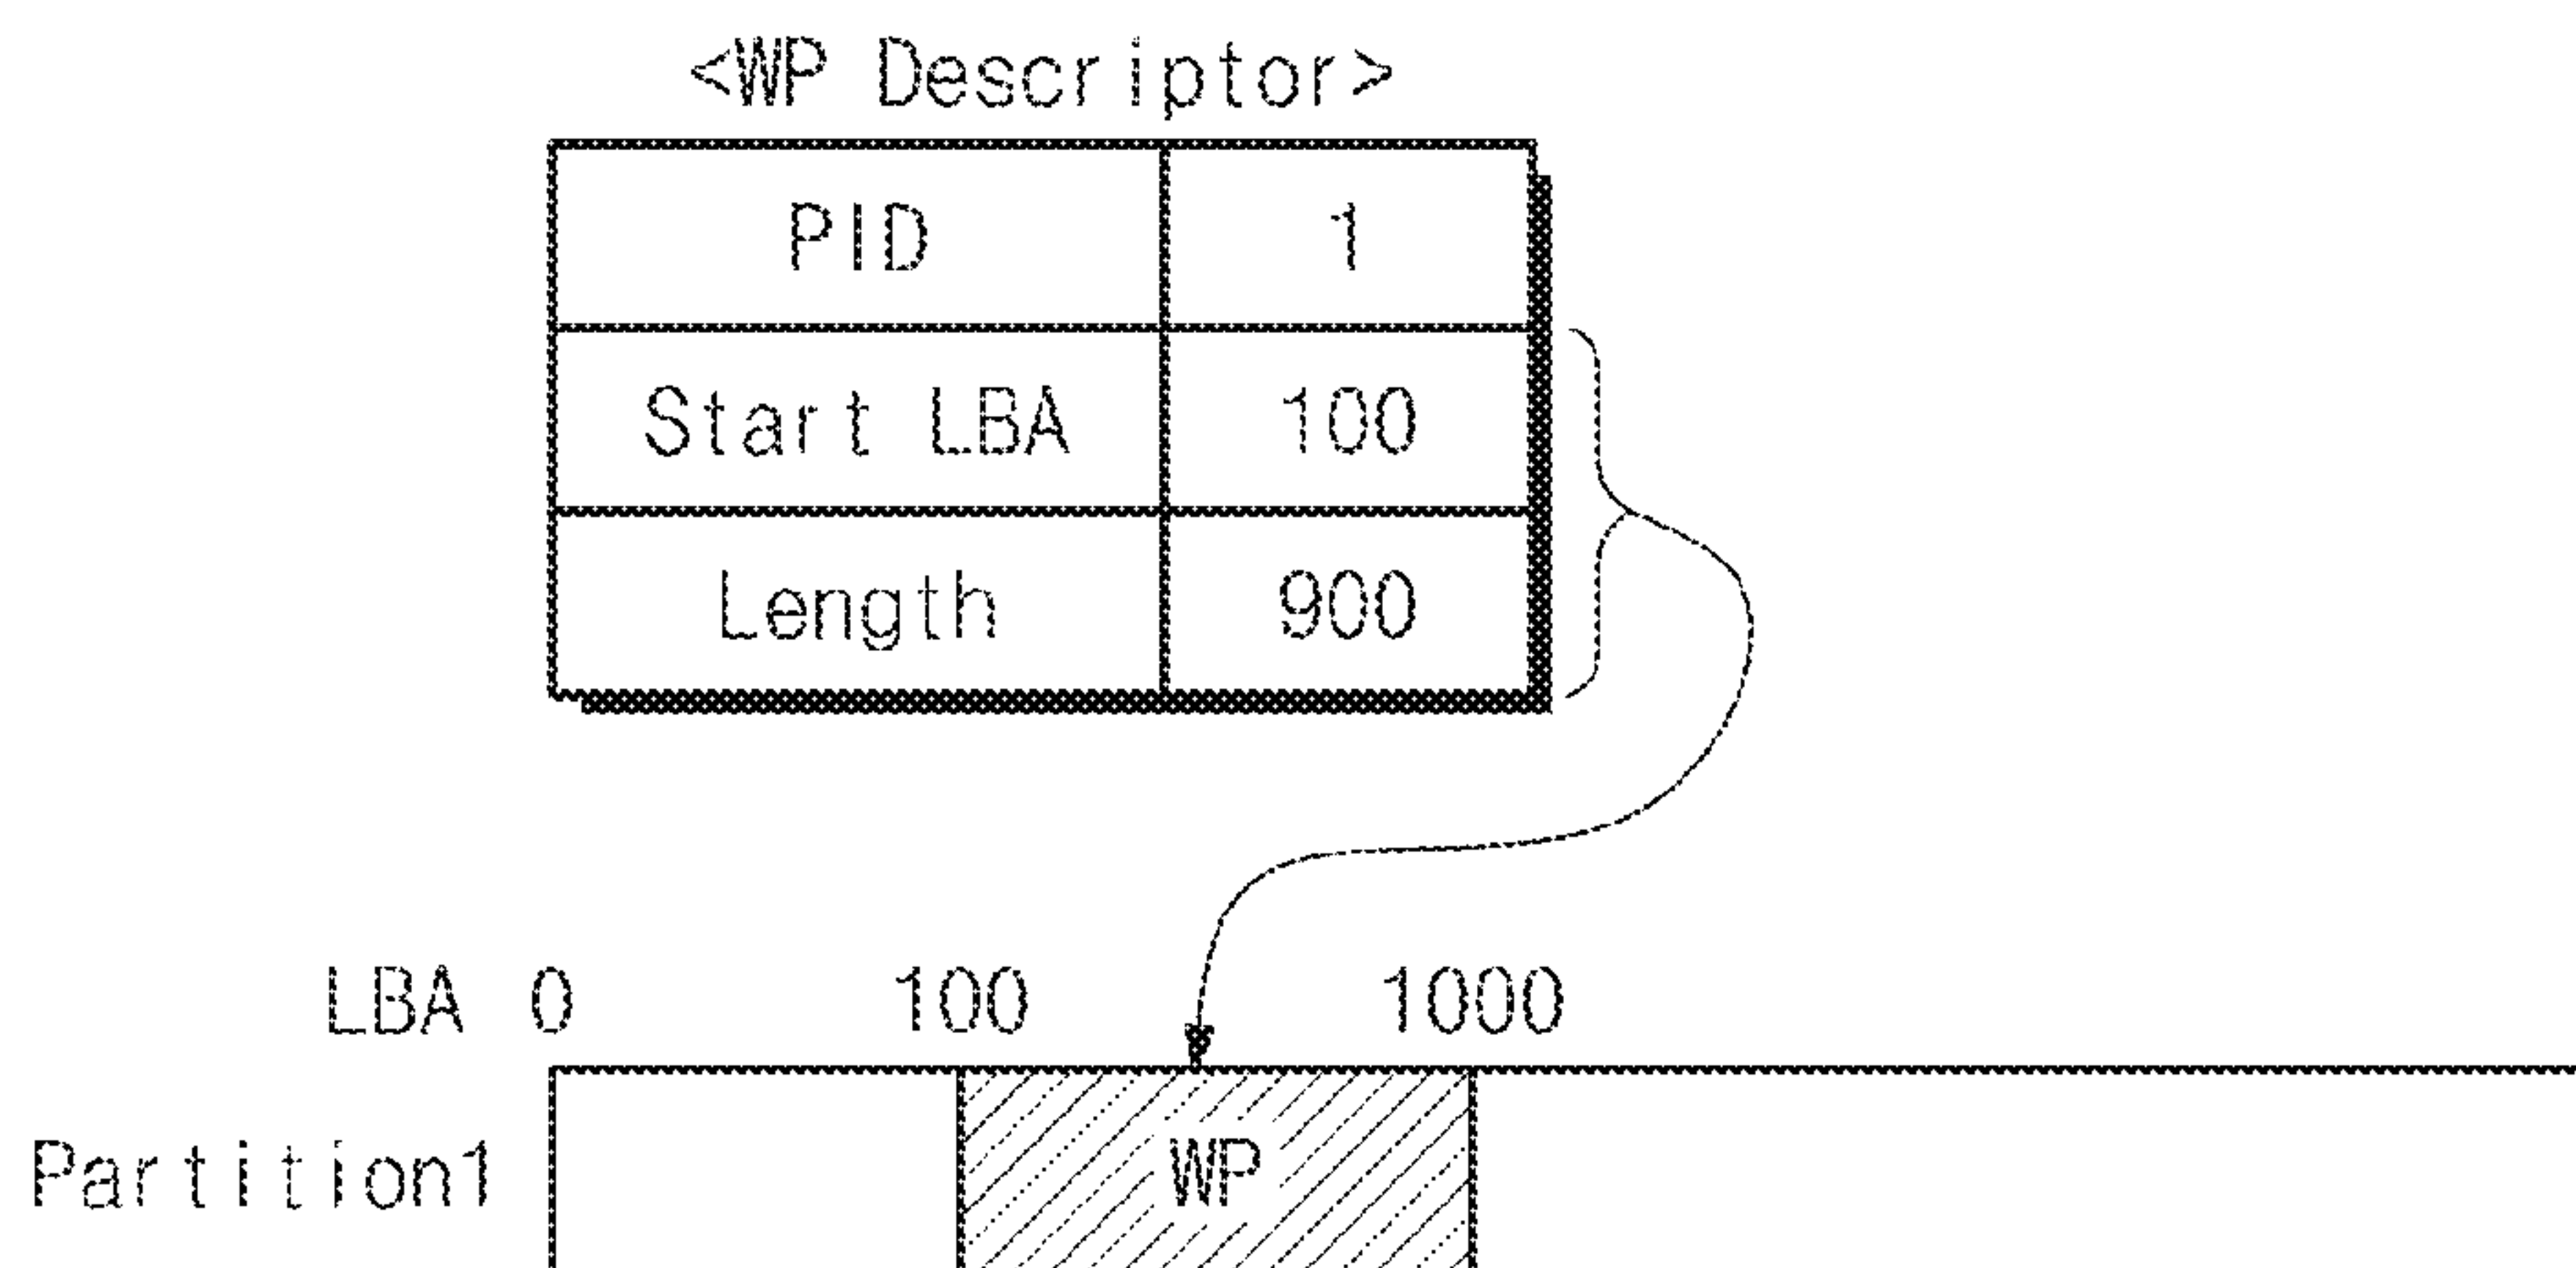 <WP Descriptor>
PID 1
Start LBA 100
Length 900
LBA 0 100 1000
Partition1 WP